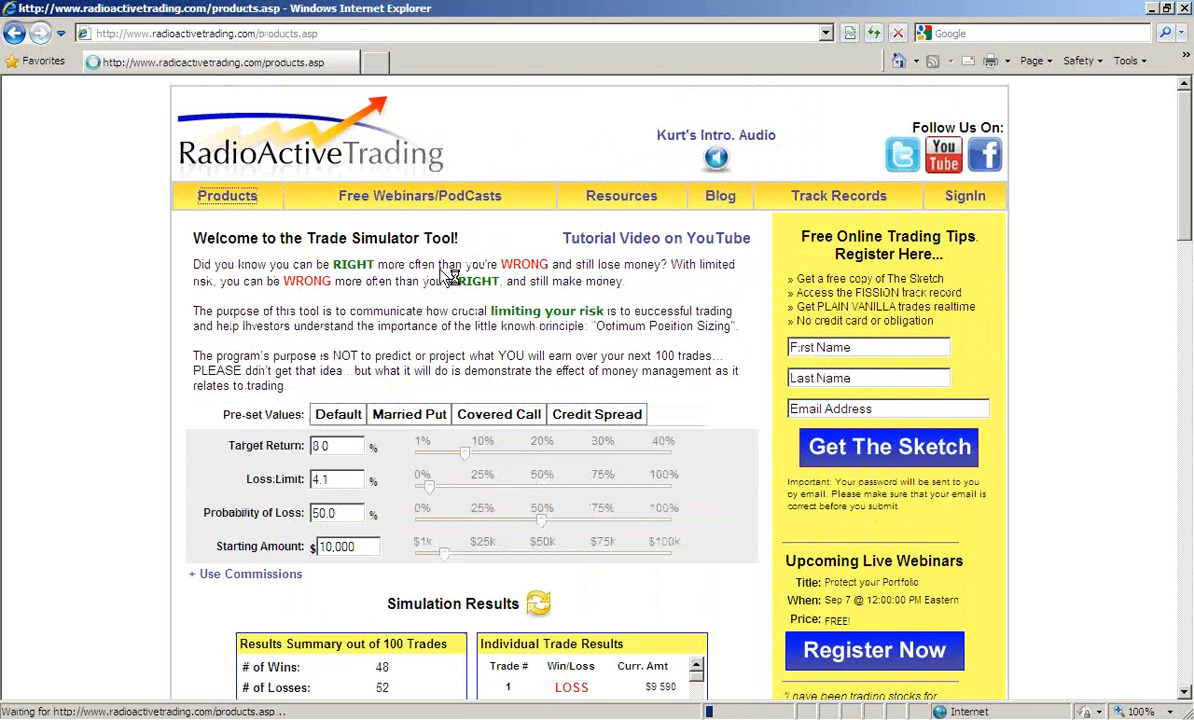 http://www.radioactivetrading.com/products.asp - Windows Internet Explorer
http://www.radioactivetrading.com/products.asp
Google
Favorites
http://www.radioactivetrading.com/products.asp
Page
Safety
Tools
RadioActiveTrading
Kurt's Intro. Audio
Follow Us On:
You Tube
Products
Free Webinars/PodCasts
Resources
Blog
Track Records
SignIn
Welcome to the Trade Simulator Tool!
Tutorial Video on YouTube
Did you know you can be RIGHT more often than you're WRONG and still lose money? With limited
risk, you can be WRONG more often than you're RIGHT, and still make money.
The purpose of this tool is to communicate how crucial limiting your risk is to successful trading
and help Investors understand the importance of the little known principle: "Optimum Position Sizing".
The program's purpose is NOT to predict or project what YOU will earn over your next 100 trades...
PLEASE don't get that idea... but what it will do is demonstrate the effect of money management as it
relates to trading.
Pre-set Values: Default Married Put Covered Call Credit Spread
Target Return: 8.0 % 1% 10% 20% 30% 40%
Loss Limit: 4.1 % 0% 25% 50% 75% 100%
Probability of Loss: 50.0 % 0% 25% 50% 75% 100%
Starting Amount: $ 10,000 $1k $25k $50k $75k $100k
+ Use Commissions
Simulation Results
Results Summary out of 100 Trades
# of Wins: 48
# of Losses: 52
Individual Trade Results
Trade # Win/Loss Curr. Amt
1 LOSS $9 590
Free Online Trading Tips.
Register Here...
» Get a free copy of The Sketch
» Access the FISSION track record
» Get PLAIN VANILLA trades realtime
» No credit card or obligation
First Name
Last Name
Email Address
Get The Sketch
Important: Your password will be sent to you
by email. Please make sure that your email is
correct before you submit.
Upcoming Live Webinars
Title: Protect your Portfolio
When: Sep 7 @ 12:00:00 PM Eastern
Price: FREE!
Register Now
"I have been trading stocks for
Waiting for http://www.radioactivetrading.com/products.asp ...
Internet
100%